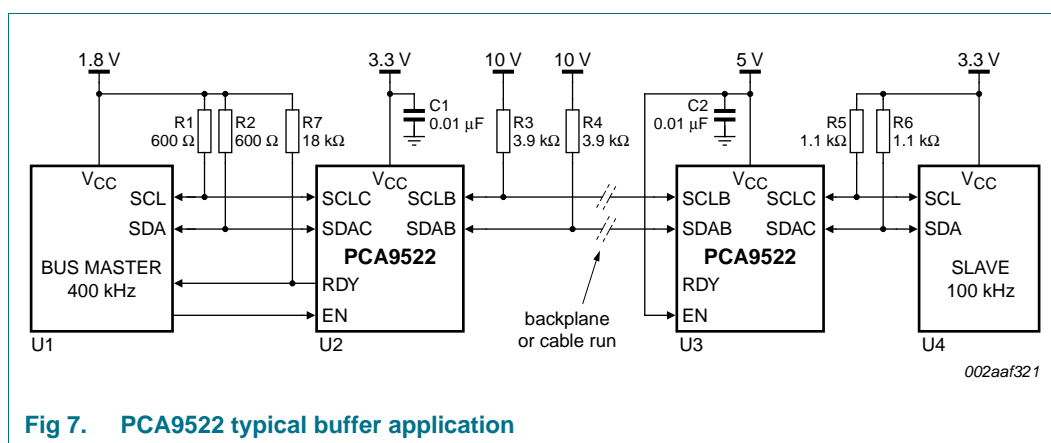 1.8 V
3.3 V
10 V
10 V
5 V
3.3 V
R1
600 Ω
R2
600 Ω
R7
18 kΩ
C1
0.01 μF
R3
3.9 kΩ
R4
3.9 kΩ
C2
0.01 μF
R5
1.1 kΩ
R6
1.1 kΩ
VCC
SCL
SDA
BUS MASTER
400 kHz
U1
VCC
SCLC
SCLB
SDAC
SDAB
PCA9522
RDY
EN
U2
backplane
or cable run
VCC
SCLB
SCLC
SDAB
SDAC
PCA9522
RDY
EN
U3
VCC
SCL
SDA
SLAVE
100 kHz
U4
002aaf321
Fig 7. PCA9522 typical buffer application